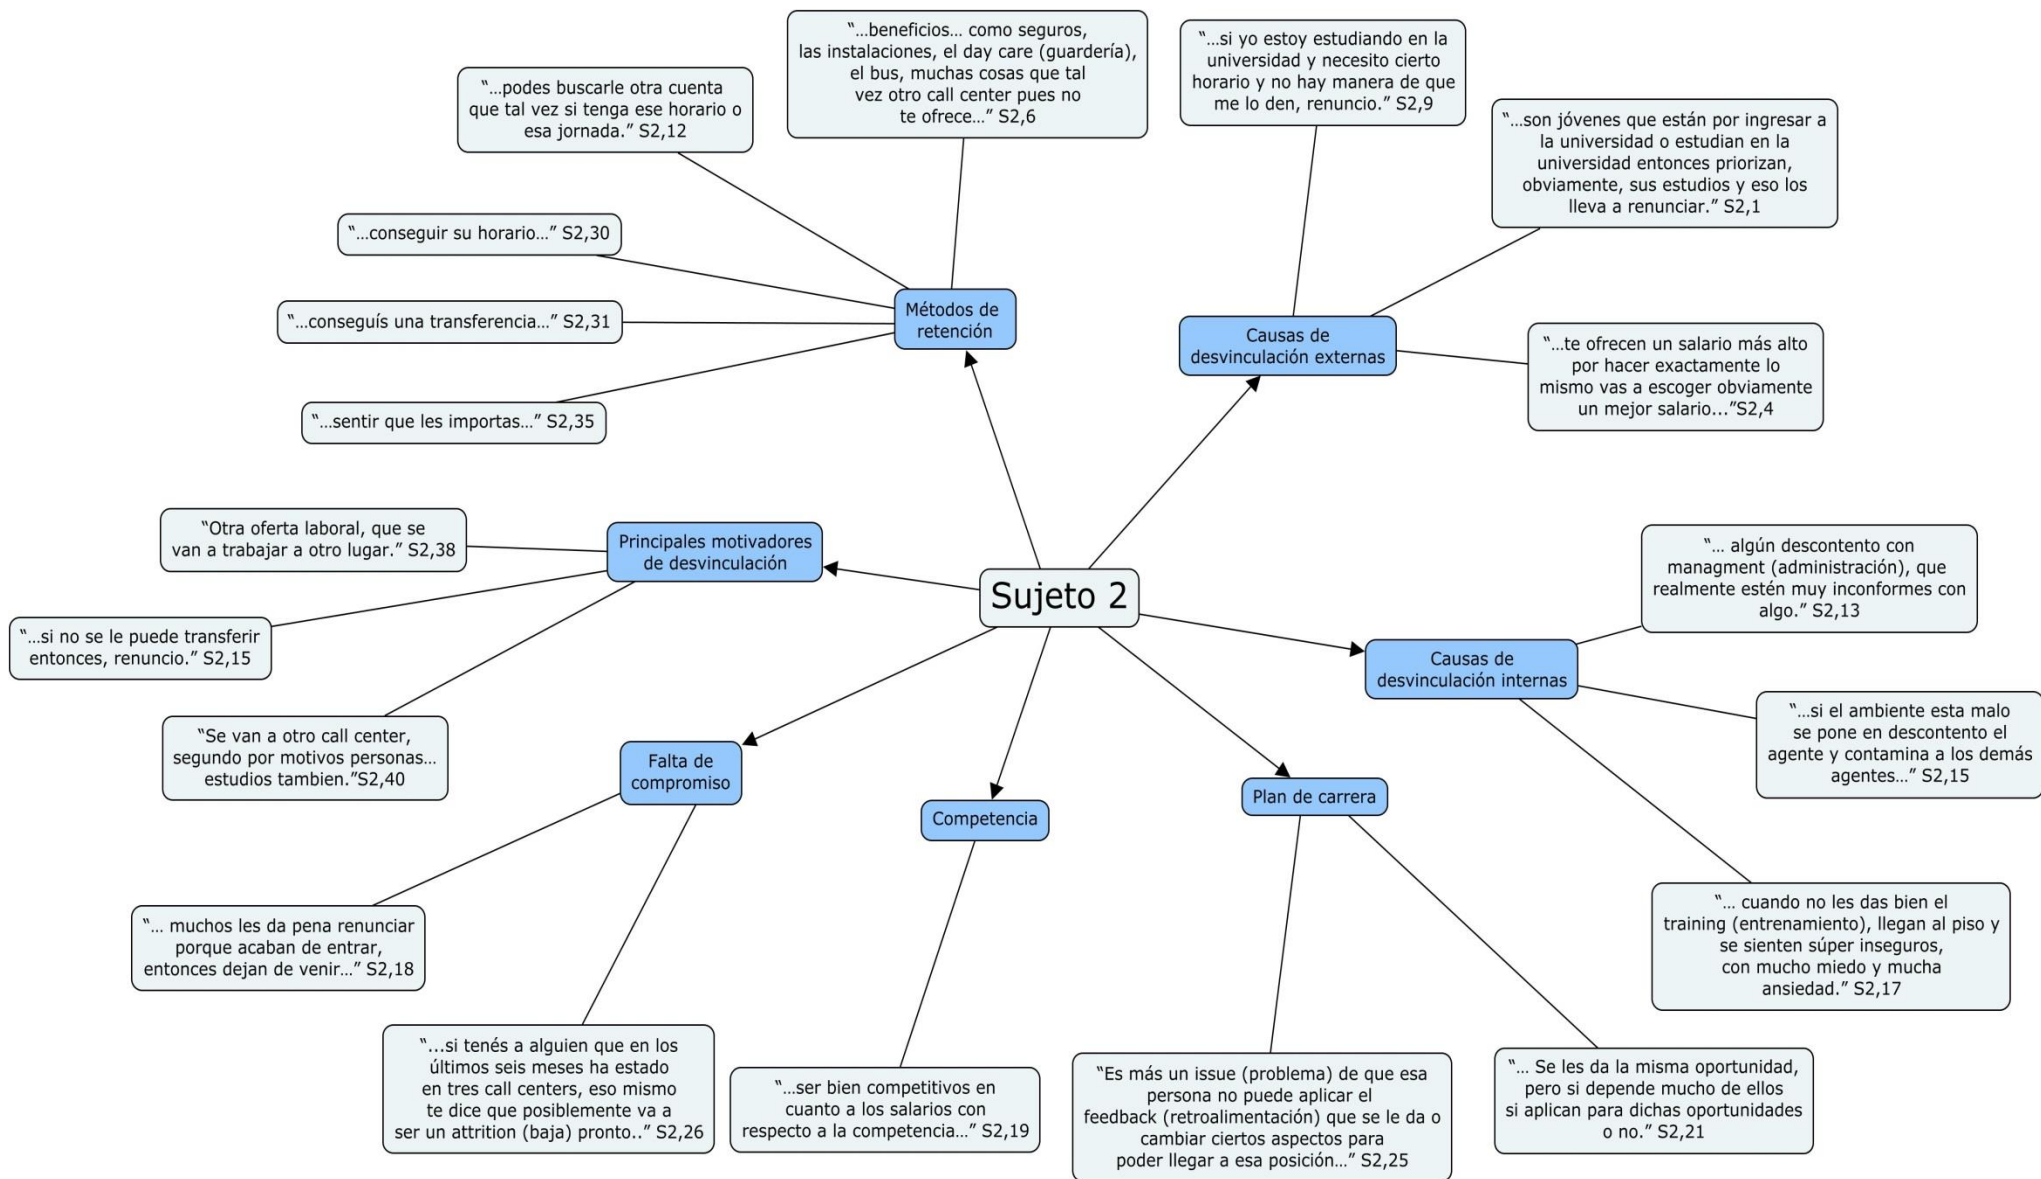 “...beneficios... como seguros,
las instalaciones, el day care (guardería),
el bus, muchas cosas que tal
vez otro call center pues no
te ofrece...” S2,6
“...si yo estoy estudiando en la
universidad y necesito cierto
horario y no hay manera de que
me lo den, renuncio.” S2,9
“...podes buscarle otra cuenta
que tal vez si tenga ese horario o
esa jornada.” S2,12
“...son jóvenes que están por ingresar a
la universidad o estudian en la
universidad entonces priorizan,
obviamente, sus estudios y eso los
lleva a renunciar.” S2,1
“...conseguir su horario...” S2,30
“...conseguís una transferencia...” S2,31
Métodos de
retención
Causas de
desvinculación externas
“...te ofrecen un salario más alto
por hacer exactamente lo
mismo vas a escoger obviamente
un mejor salario...”S2,4
“...sentir que les importas...” S2,35
“Otra oferta laboral, que se
van a trabajar a otro lugar.” S2,38
Principales motivadores
de desvinculación
Sujeto 2
“... algún descontento con
managment (administración), que
realmente estén muy inconformes con
algo.” S2,13
“...si no se le puede transferir
entonces, renuncio.” S2,15
Causas de
desvinculación internas
“Se van a otro call center,
segundo por motivos personas...
estudios tambien.”S2,40
“...si el ambiente esta malo
se pone en descontento el
agente y contamina a los demás
agentes...” S2,15
Falta de
compromiso
Competencia
Plan de carrera
“... muchos les da pena renunciar
porque acaban de entrar,
entonces dejan de venir...” S2,18
“... cuando no les das bien el
training (entrenamiento), llegan al piso y
se sienten súper inseguros,
con mucho miedo y mucha
ansiedad.” S2,17
“...si tenés a alguien que en los
últimos seis meses ha estado
en tres call centers, eso mismo
te dice que posiblemente va a
ser un attrition (baja) pronto..” S2,26
“...ser bien competitivos en
cuanto a los salarios con
respecto a la competencia...” S2,19
“Es más un issue (problema) de que esa
persona no puede aplicar el
feedback (retroalimentación) que se le da o
cambiar ciertos aspectos para
poder llegar a esa posición...” S2,25
“... Se les da la misma oportunidad,
pero si depende mucho de ellos
si aplican para dichas oportunidades
o no.” S2,21